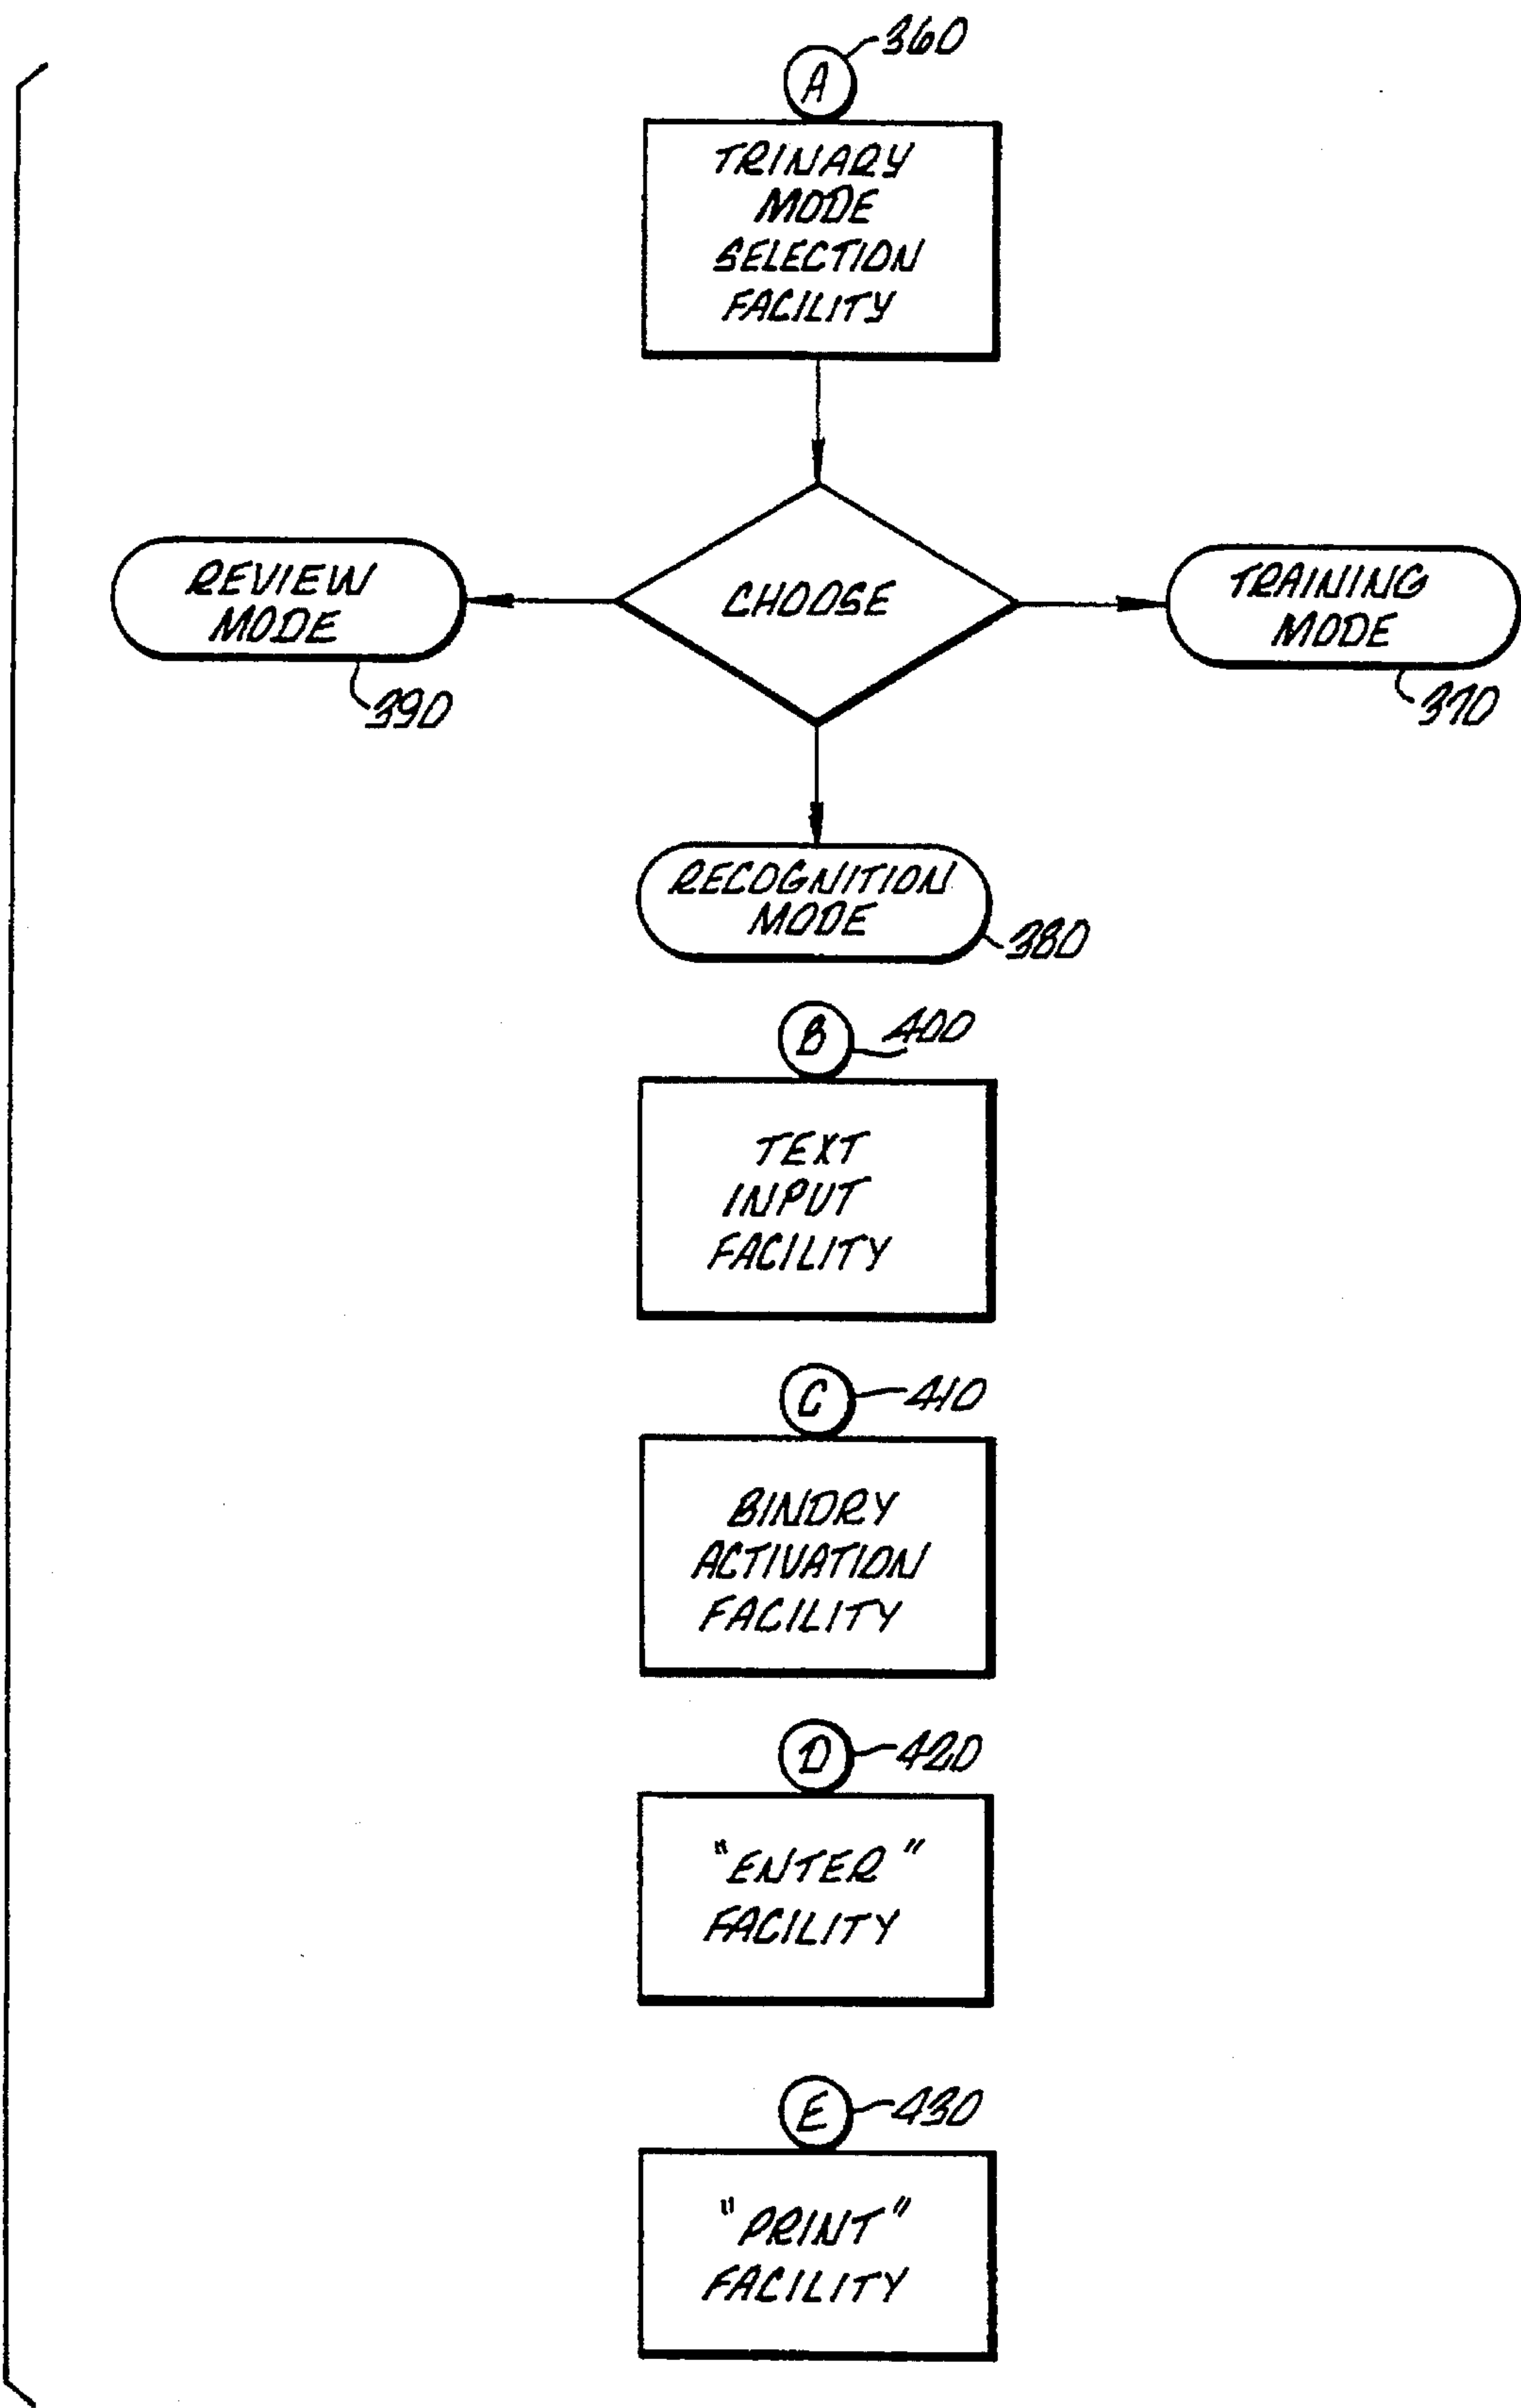 A
360
TRINARY
MODE
SELECTION
FACILITY
REVIEW
MODE
390
CHOOSE
TRAINING
MODE
370
RECOGNITION
MODE
380
B
400
TEXT
INPUT
FACILITY
C
410
BINDRY
ACTIVATION
FACILITY
D
420
"ENTER"
FACILITY
E
430
"PRINT"
FACILITY